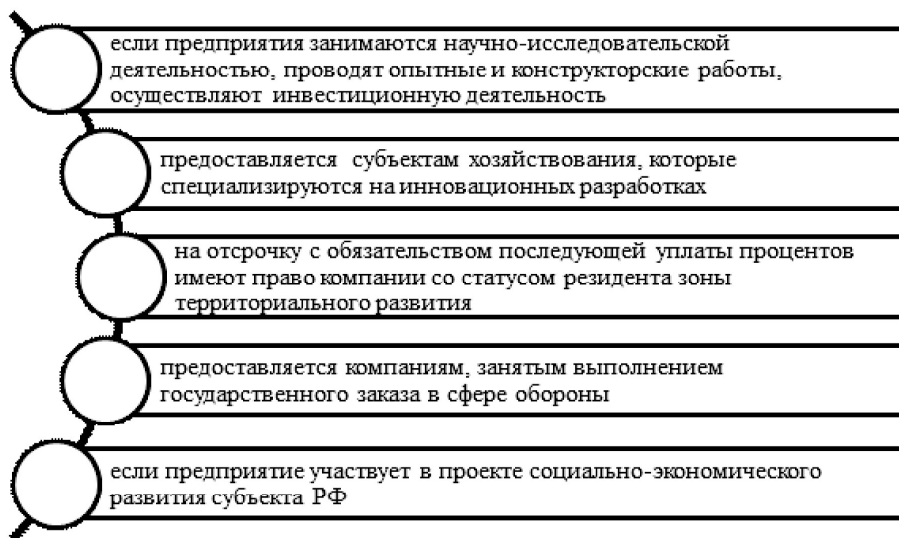 если предприятия занимаются научно-исследовательской
деятельностью, проводят опытные и конструкторские работы,
осуществляют инвестиционную деятельность
предоставляется субъектам хозяйствования, которые
специализируются на инновационных разработках
на отсрочку с обязательством последующей уплаты процентов
имеют право компании со статусом резидента зоны
территориального развития
предоставляется компаниям, занятым выполнением
государственного заказа в сфере обороны
если предприятие участвует в проекте социально-экономического
развития субъекта РФ